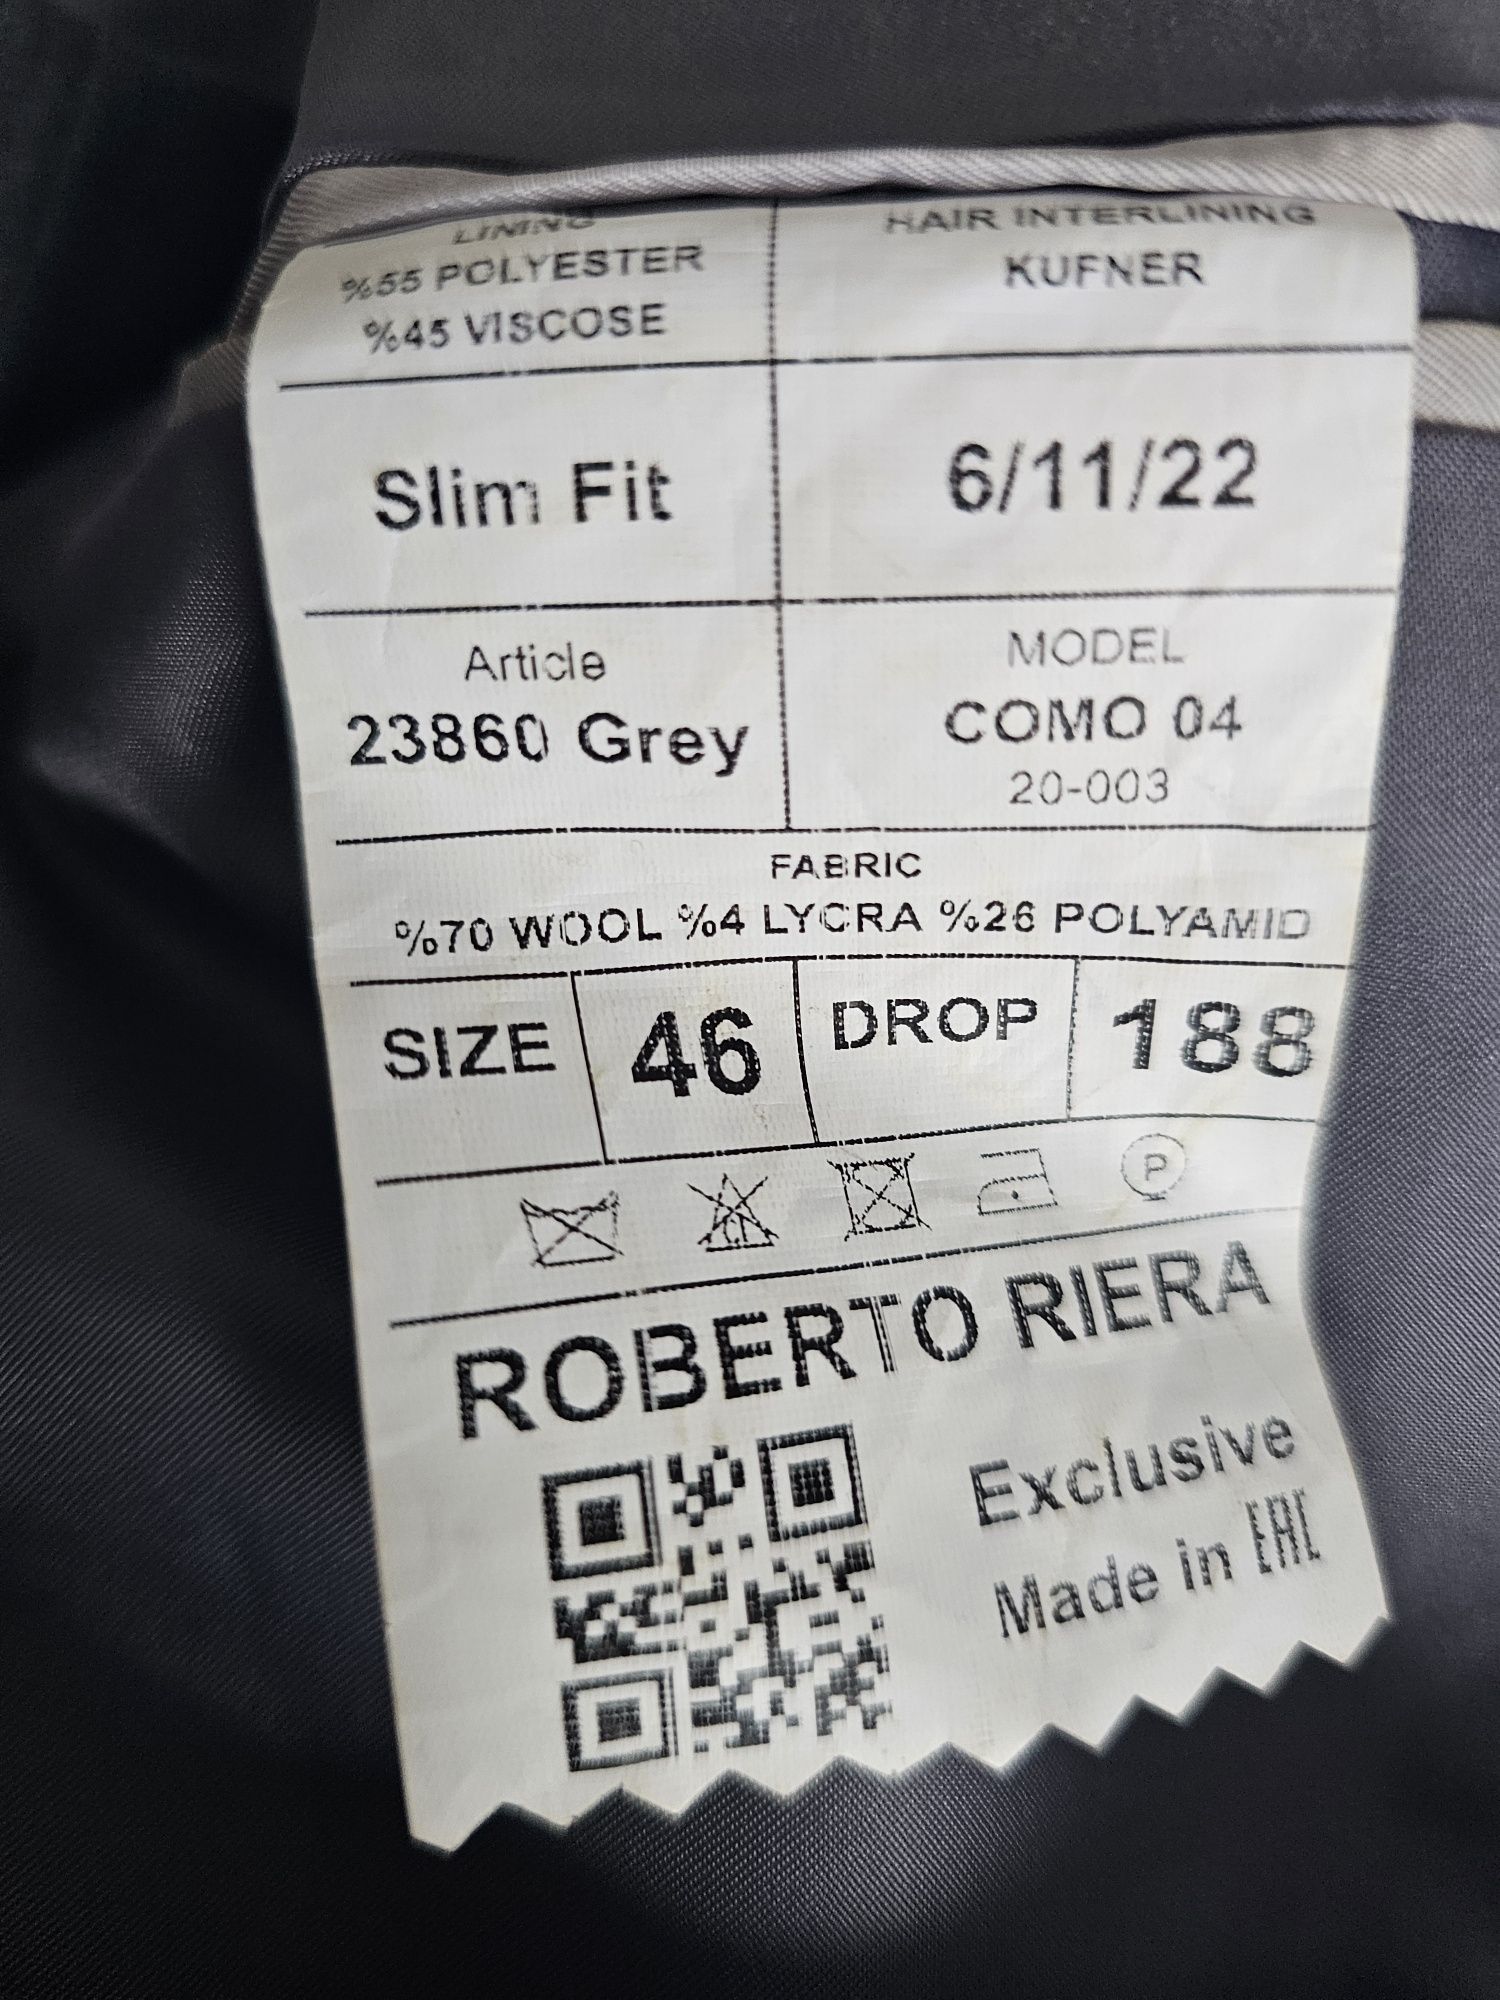 LINING
%55 POLYESTER
%45 VISCOSE
HAIR INTERLINING
KUFNER
Slim Fit
6/11/22
Article
23860 Grey
MODEL
COMO 04
20-003
FABRIC
%70 WOOL %4 LYCRA %26 POLYAMID
SIZE 46 DROP 188
P
ROBERTO RIERA
Exclusive
Made in EAC